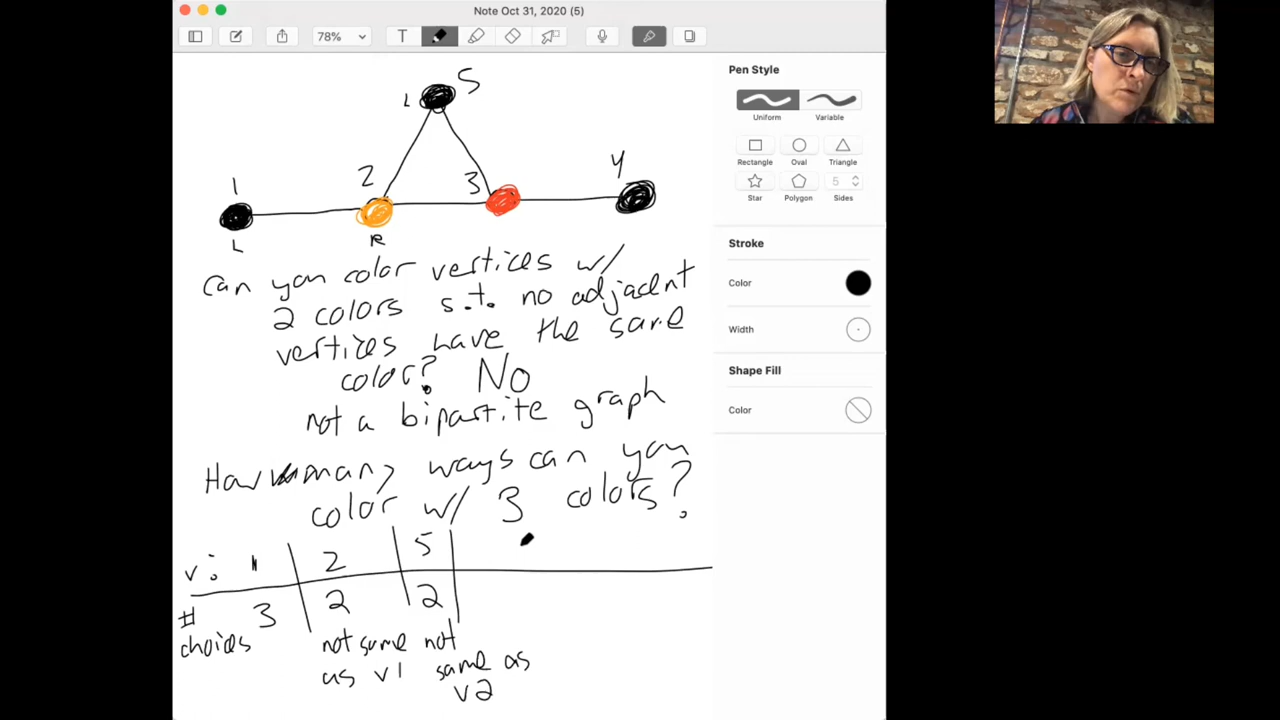 Note Oct 31, 2020 (5)
78%
T
Pen Style
Uniform Variable
Rectangle Oval Triangle
5
Star Polygon Sides
Stroke
Color
Width
Shape Fill
Color
L 5
1 2 3 4
L R
Can you color vertices w/
2 colors s.t. no adjacent
vertices have the same
color? No
not a bipartite graph
How many ways can you
color w/ 3 colors?
v: 1 2 5
# 3 2 2
choices not same not
as v1 same as
v2